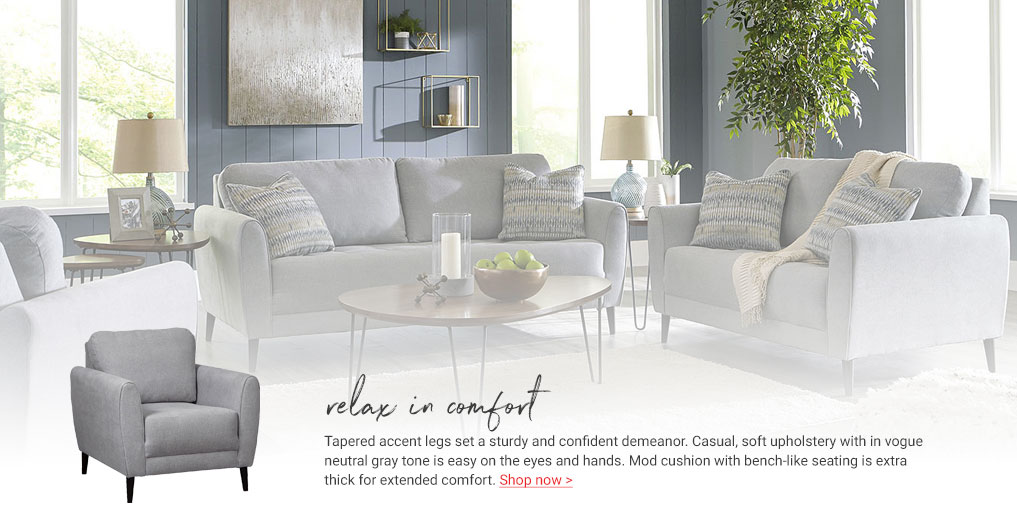 relax in comfort
Tapered accent legs set a sturdy and confident demeanor. Casual, soft upholstery with in vogue
neutral gray tone is easy on the eyes and hands. Mod cushion with bench-like seating is extra
thick for extended comfort. Shop now >